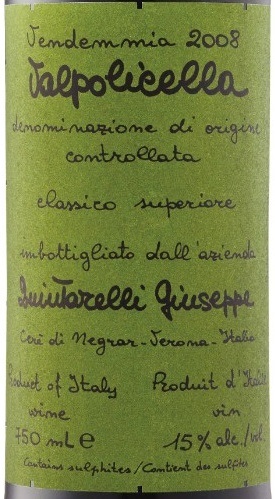 Vendemmia 2008
Valpolicella
denominazione di origine
controllata
classico superiore
imbottigliato dall'azienda
Quintarelli Giuseppe
Cerè di Negrar - Verona - Italia
Product of Italy Produit d'Italie
wine vin
750 mL e 15% alc./vol.
Contains sulphites / Contient des sulfites